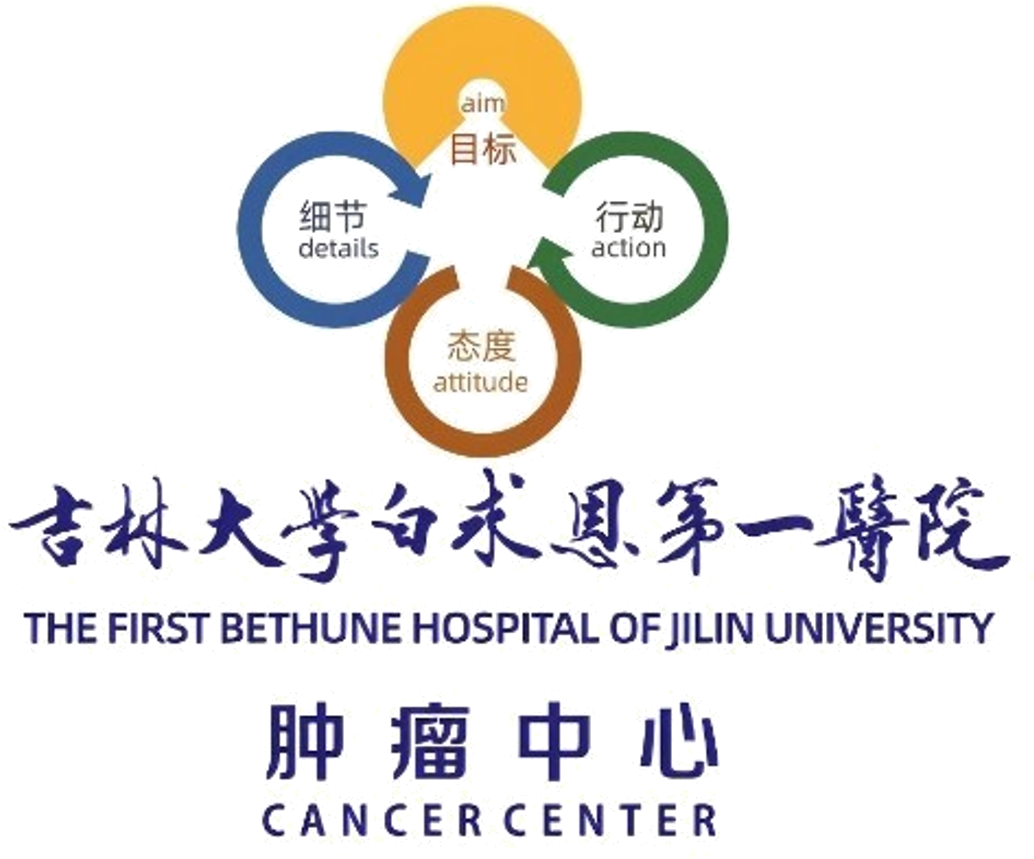 aim
目标
细节
details
行动
action
态度
attitude
吉林大学白求恩第一醫院
THE FIRST BETHUNE HOSPITAL OF JILIN UNIVERSITY
肿瘤中心
CANCER CENTER